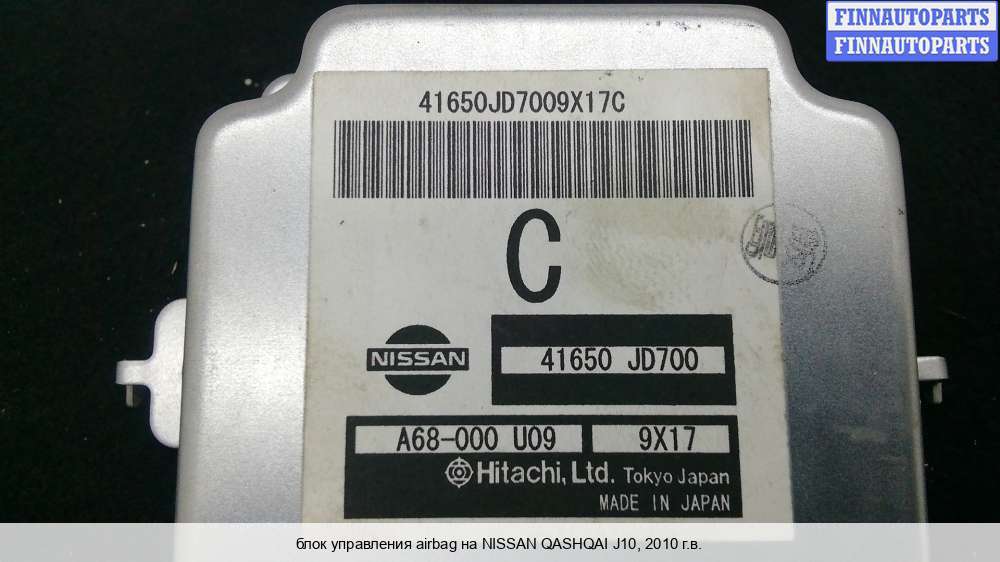 FINNAUTOPARTS
FINNAUTOPARTS
41650JD7009X17C
C
NISSAN
41650 JD700
A68-000 U09
9X17
Hitachi, Ltd. Tokyo Japan
MADE IN JAPAN
блок управления airbag на NISSAN QASHQAI J10, 2010 г.в.